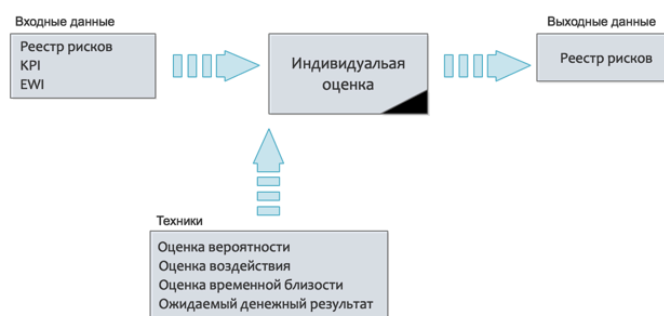 Входные данные
Реестр рисков
KPI
EWI
Индивидуальая
оценка
Выходные данные
Реестр рисков
Техники
Оценка вероятности
Оценка воздействия
Оценка временной близости
Ожидаемый денежный результат